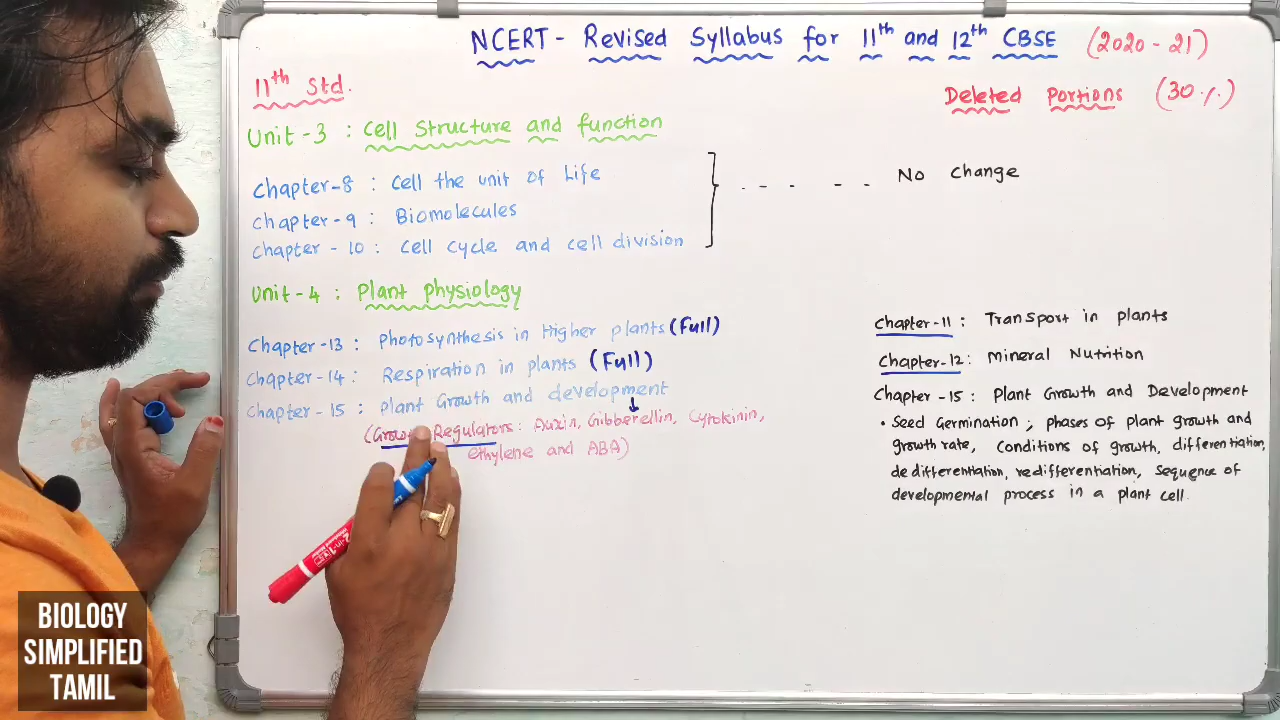 NCERT - Revised Syllabus for 11th and 12th CBSE (2020-21)
11th Std.
Deleted Portions (30%)
Unit-3 : Cell Structure and function
Chapter-8 : Cell the unit of Life
Chapter-9 : Biomolecules
Chapter-10 : Cell cycle and cell division
No Change
Unit-4 : Plant physiology
Chapter-13 : Photosynthesis in Higher plants (Full)
Chapter-14 : Respiration in plants (Full)
Chapter-15 : Plant Growth and development
Regulators : Auxin, Gibberellin, Cytokinin,
ethylene and ABA)
Chapter-11 : Transport in plants
Chapter-12 : Mineral Nutrition
Chapter-15 : Plant Growth and Development
• Seed Germination ; phases of plant growth and
growth rate, Conditions of growth, differentiation,
dedifferentiation, redifferentiation, sequence of
developmental process in a plant cell.
BIOLOGY
SIMPLIFIED
TAMIL